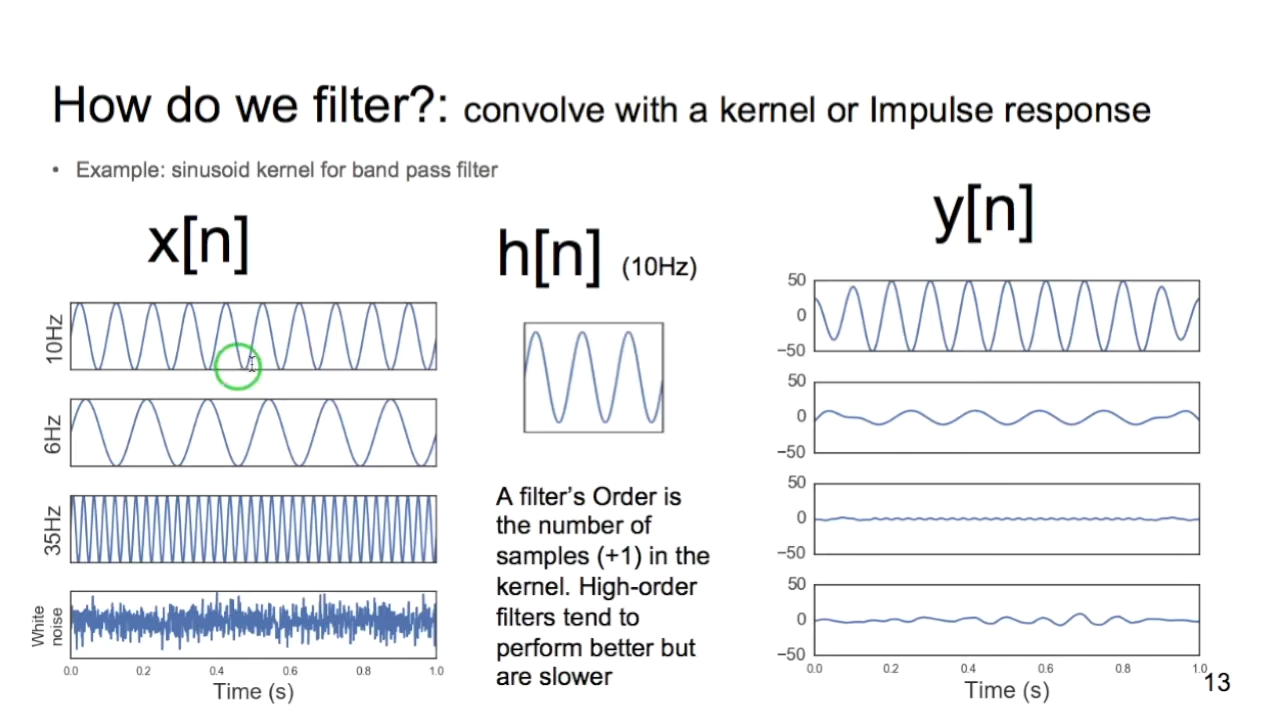 How do we filter?: convolve with a kernel or Impulse response
• Example: sinusoid kernel for band pass filter
x[n]
10Hz
6Hz
35Hz
White
noise
0.0 0.2 0.4 0.6 0.8 1.0
Time (s)
h[n] (10Hz)
A filter's Order is
the number of
samples (+1) in the
kernel. High-order
filters tend to
perform better but
are slower
y[n]
50
0
−50
50
0
−50
50
0
−50
50
0
−50
0.0 0.2 0.4 0.6 0.8 1.0
Time (s)
13